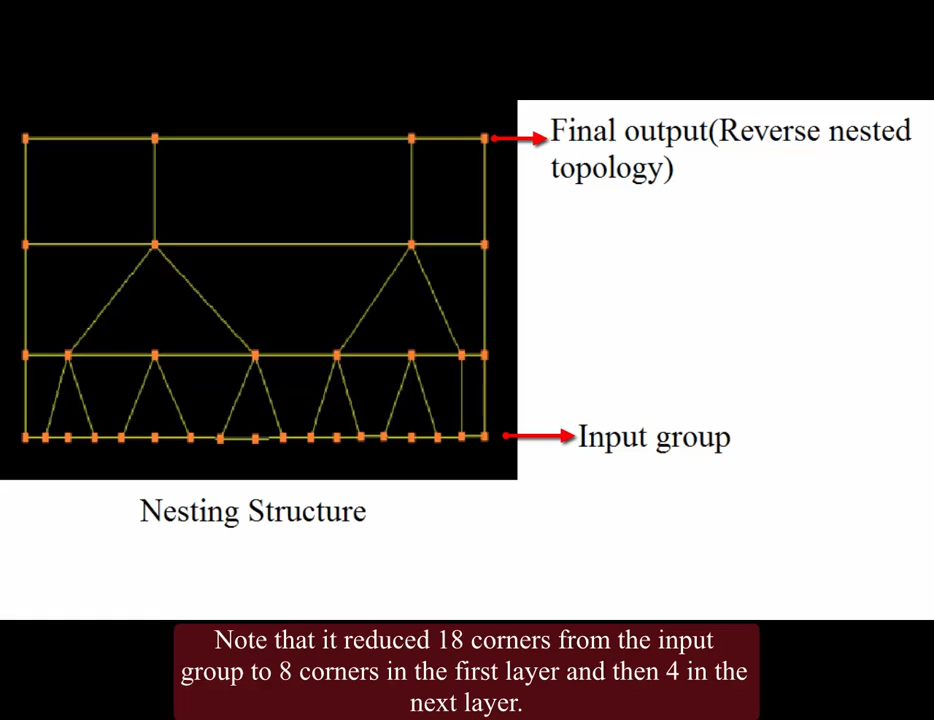 Final output(Reverse nested
topology)
Input group
Nesting Structure
Note that it reduced 18 corners from the input
group to 8 corners in the first layer and then 4 in the
next layer.